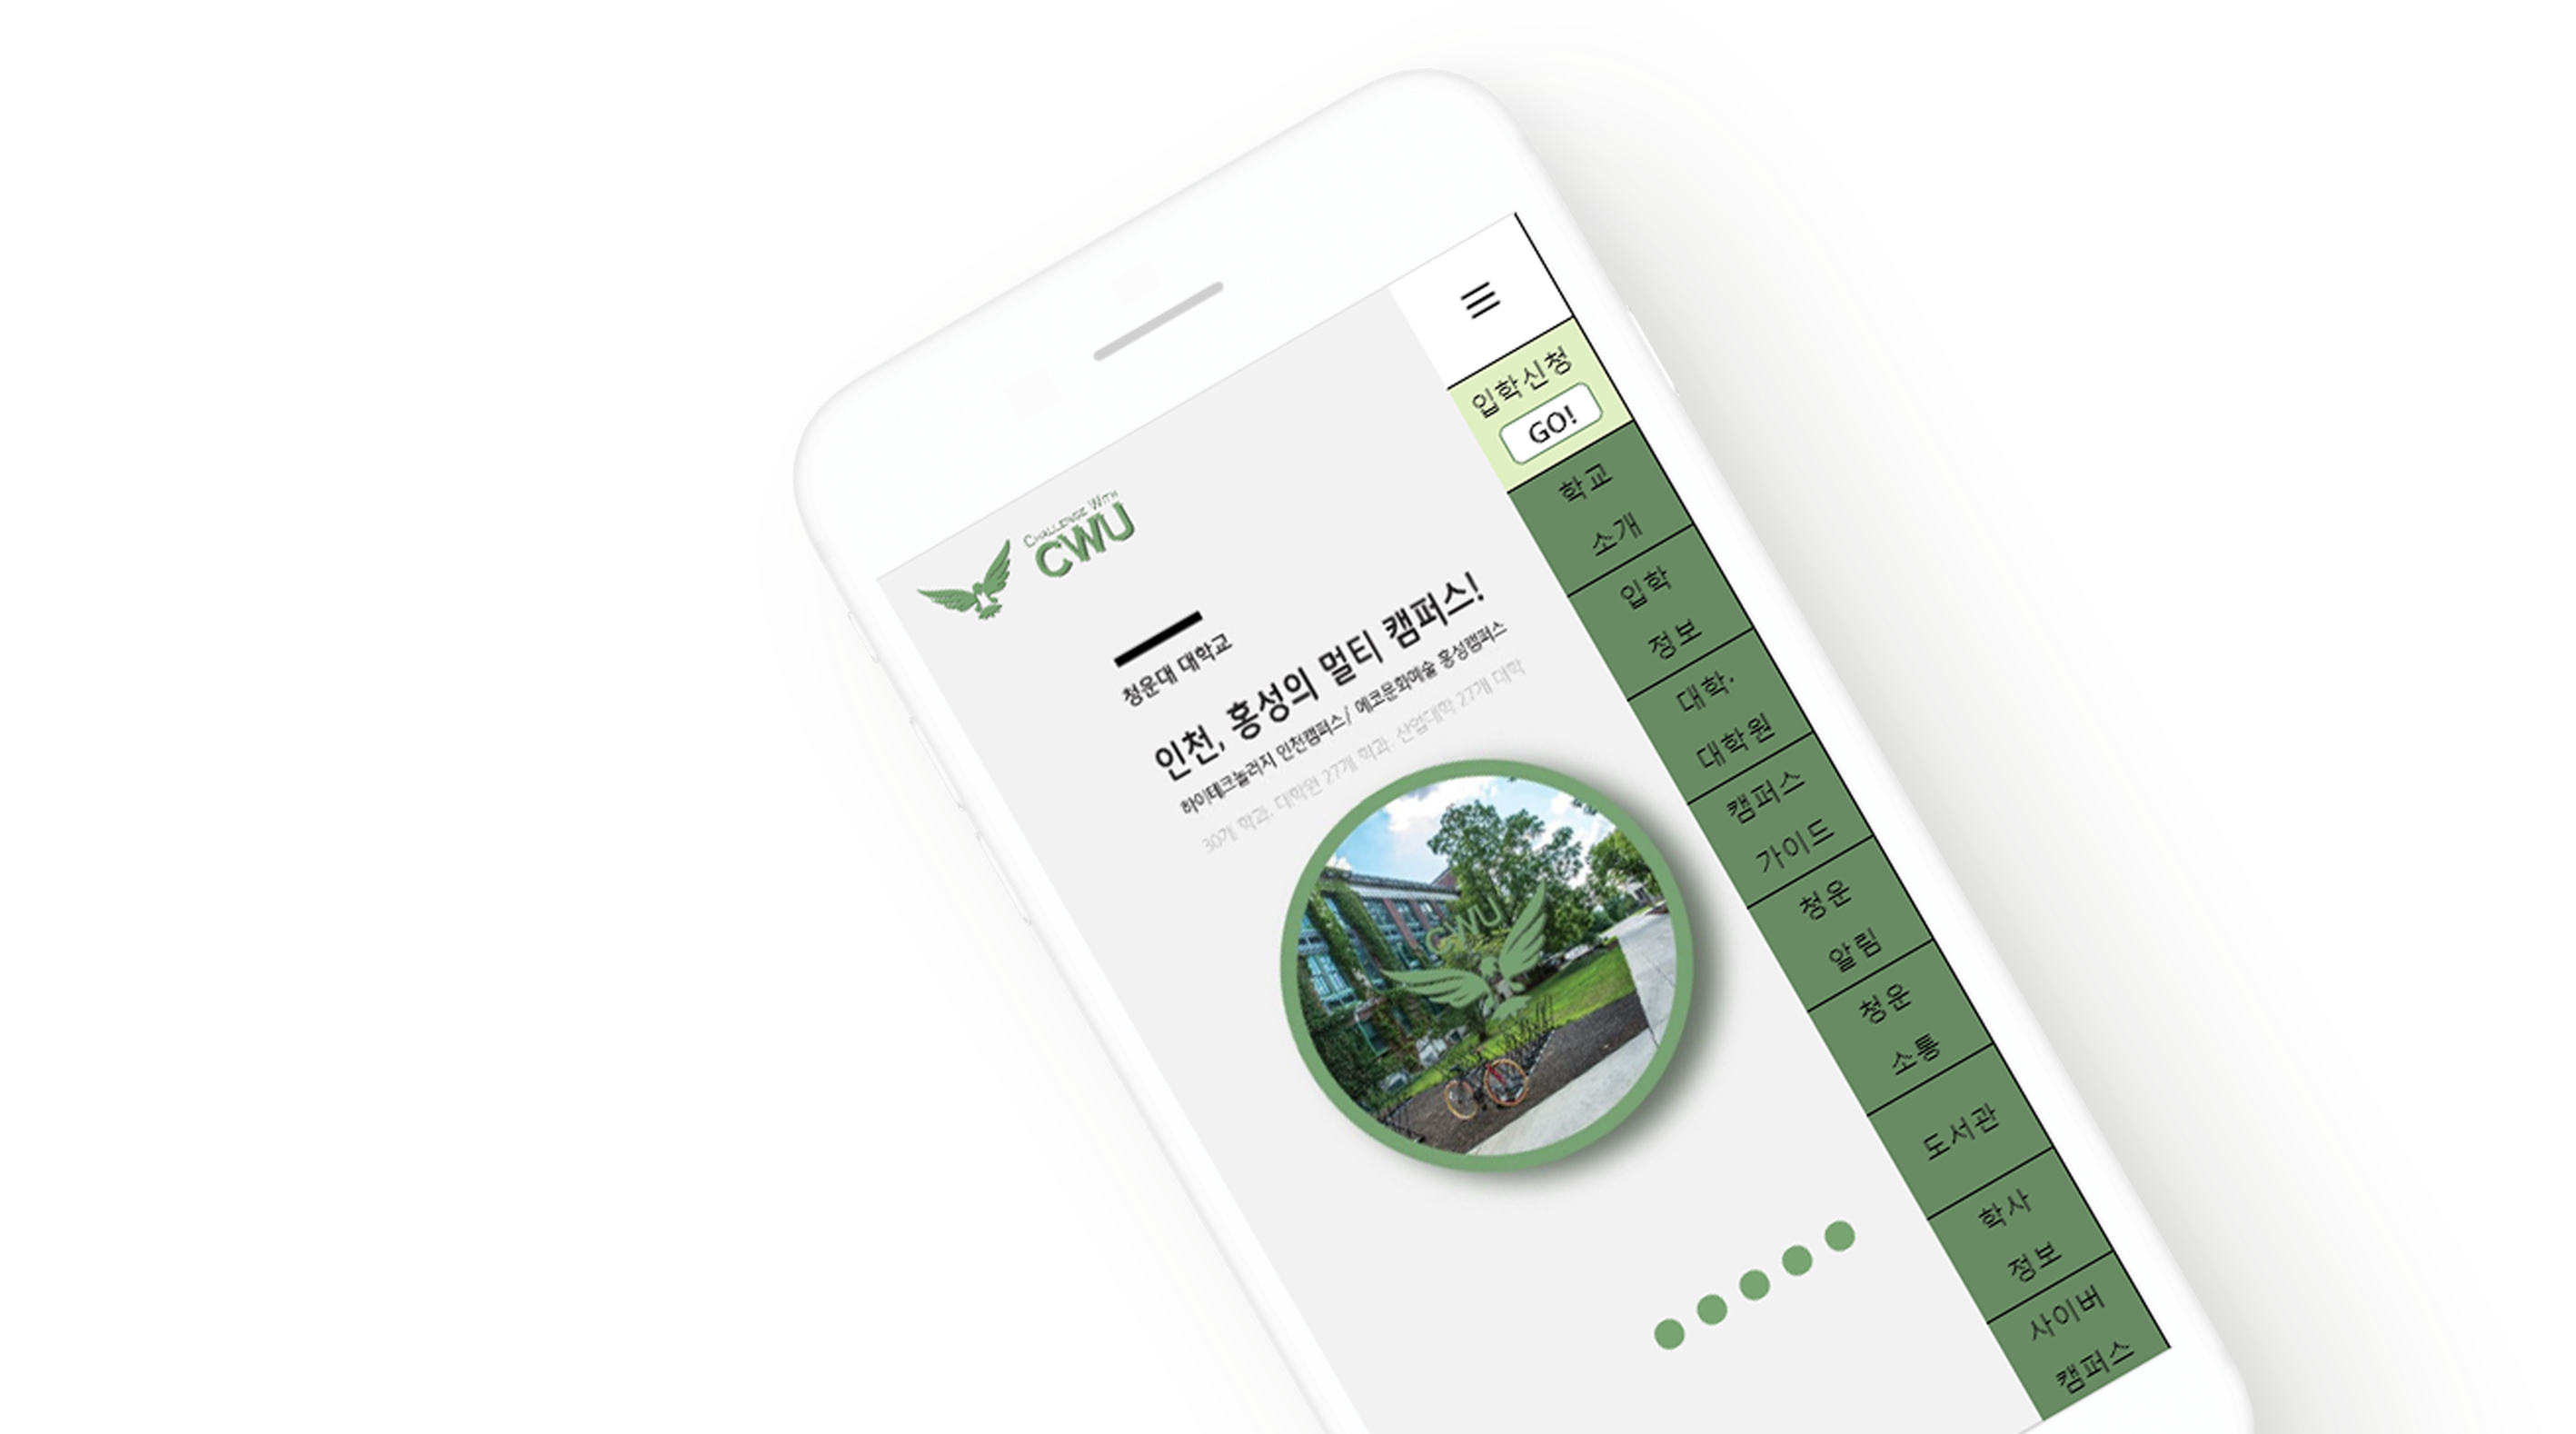 CHALLENGE WITH
CWU
청운대 대학교
인천, 홍성의 멀티 캠퍼스!
하이테크놀러지 인천캠퍼스/ 에코문화예술 홍성캠퍼스
30개 학과, 대학원 27개 학과, 산업대학 27개 대학
CWU
입학신청
GO!
학교
소개
입학
정보
대학·
대학원
캠퍼스
가이드
청운
알림
청운
소통
도서관
학사
정보
사이버
캠퍼스